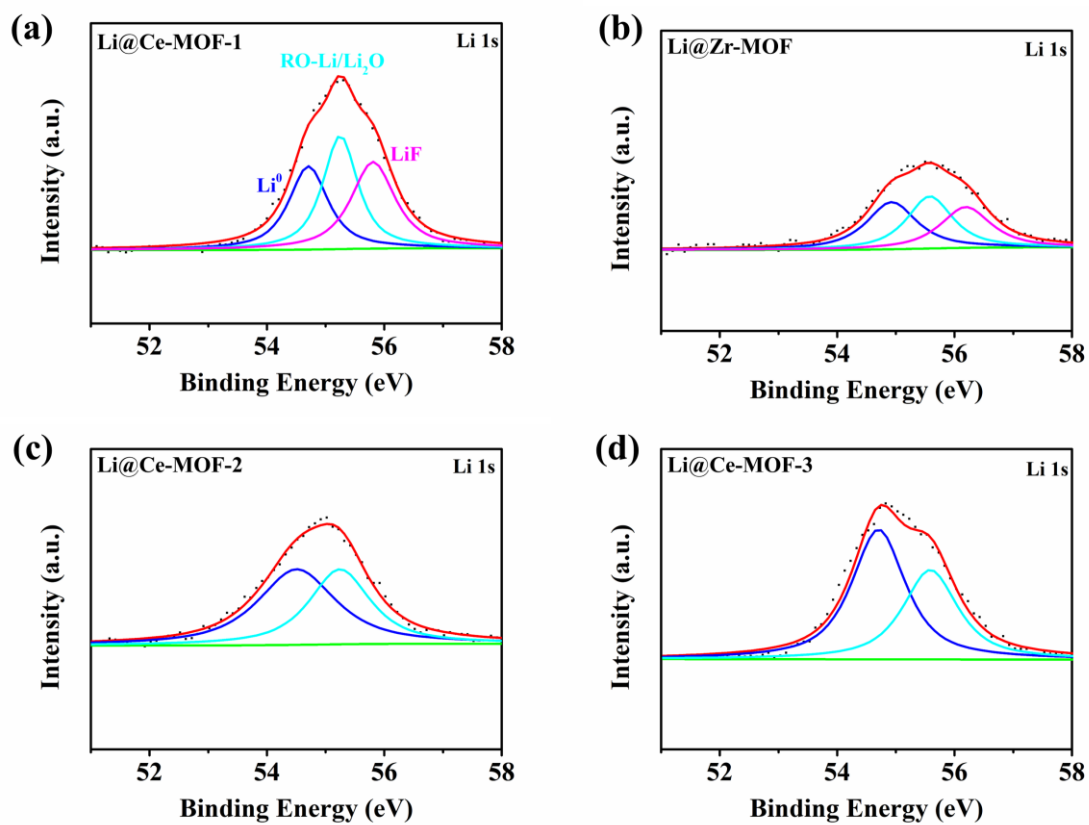 (a)
Li@Ce-MOF-1
Li 1s
RO-Li/Li₂O
Li⁰
LiF
Intensity (a.u.)
52 54 56 58
Binding Energy (eV)
(b)
Li@Zr-MOF
Li 1s
Intensity (a.u.)
52 54 56 58
Binding Energy (eV)
(c)
Li@Ce-MOF-2
Li 1s
Intensity (a.u.)
52 54 56 58
Binding Energy (eV)
(d)
Li@Ce-MOF-3
Li 1s
Intensity (a.u.)
52 54 56 58
Binding Energy (eV)